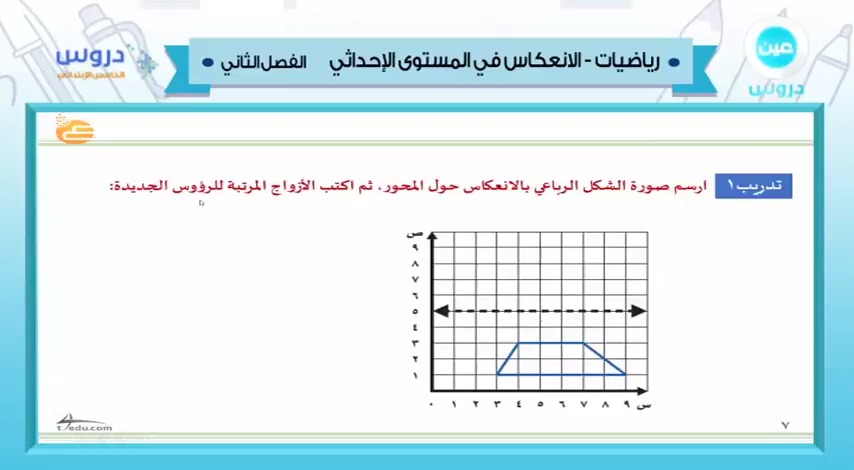 عين
دروس
رياضيات - الانعكاس في المستوى الإحداثي الفصل الثاني
دروس
الخامس الإبتدائي
تدريب ١ ارسم صورة الشكل الرباعي بالانعكاس حول المحور، ثم اكتب الأزواج المرتبة للرؤوس الجديدة:
ص
٩
٨
٧
٦
٥
٤
٣
٢
١
٠ ١ ٢ ٣ ٤ ٥ ٦ ٧ ٨ ٩ س
t4edu.com
٧